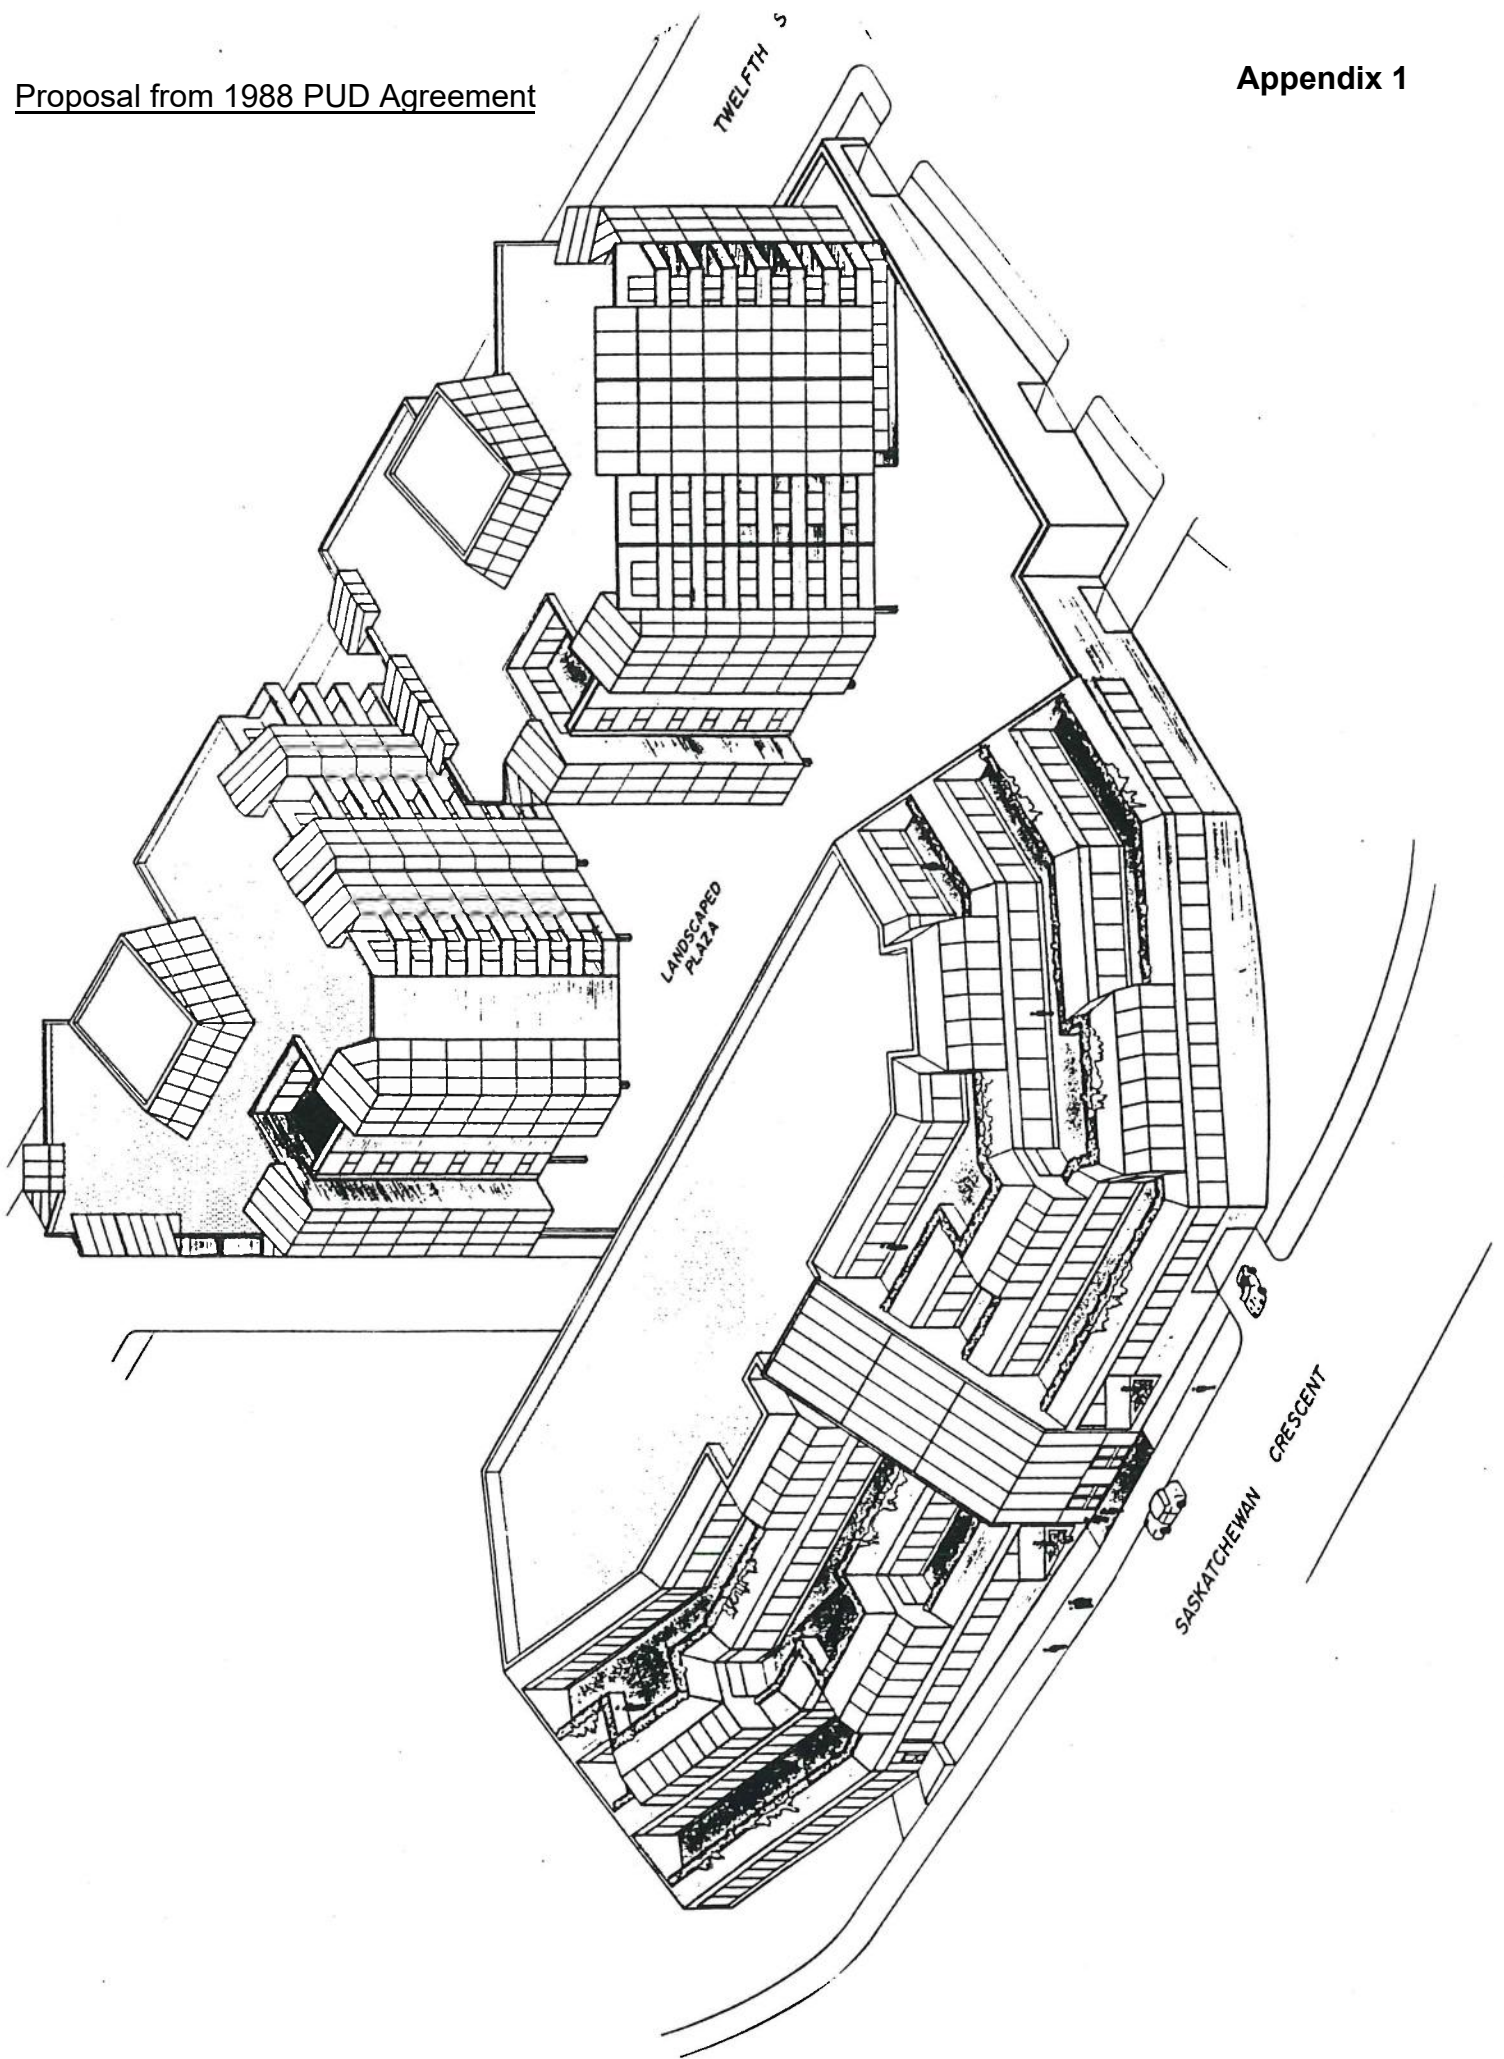 Proposal from 1988 PUD Agreement
Appendix 1
TWELFTH S
LANDSCAPED
PLAZA
SASKATCHEWAN CRESCENT